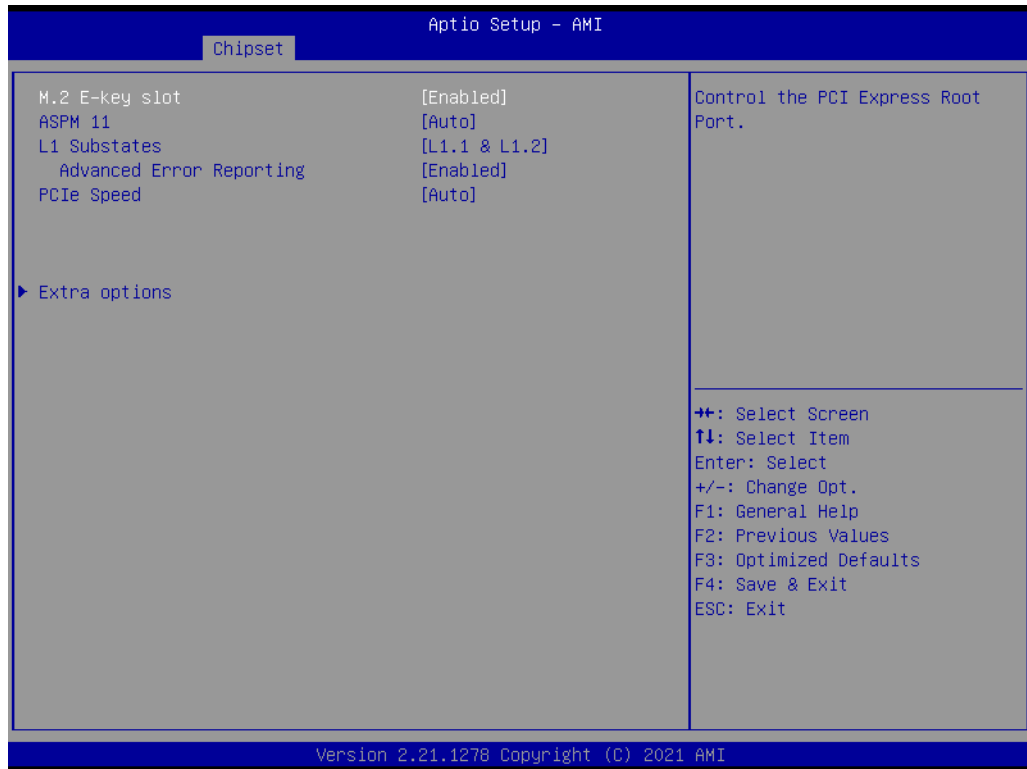 Aptio Setup – AMI
Chipset
M.2 E-key slot [Enabled]
ASPM 11 [Auto]
L1 Substates [L1.1 & L1.2]
Advanced Error Reporting [Enabled]
PCIe Speed [Auto]
Extra options
Control the PCI Express Root
Port.
→←: Select Screen
↑↓: Select Item
Enter: Select
+/-: Change Opt.
F1: General Help
F2: Previous Values
F3: Optimized Defaults
F4: Save & Exit
ESC: Exit
Version 2.21.1278 Copyright (C) 2021 AMI